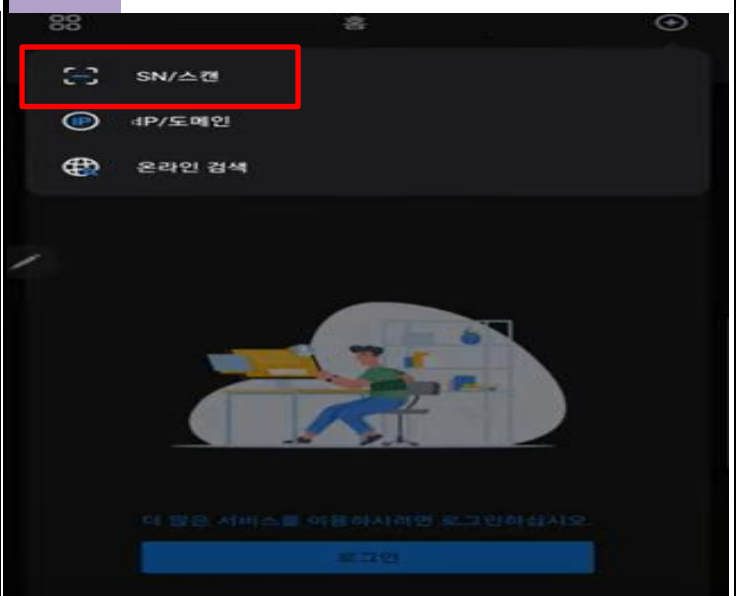 홈
SN/스캔
IP/도메인
온라인 검색
더 많은 서비스를 이용하시려면 로그인하십시오.
로그인